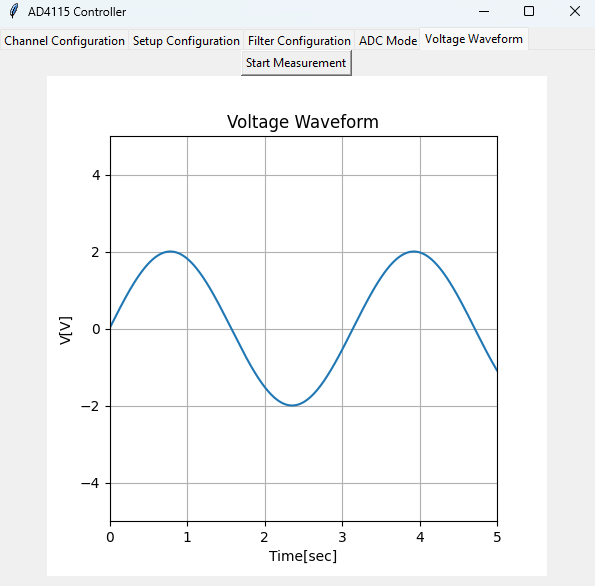 AD4115 Controller
Channel Configuration Setup Configuration Filter Configuration ADC Mode Voltage Waveform
Start Measurement
Voltage Waveform
4
2
0
−2
−4
V[V]
0 1 2 3 4 5
Time[sec]